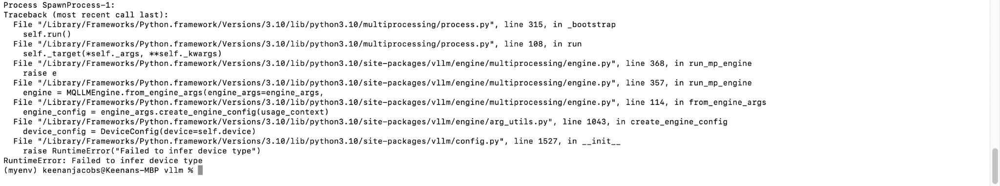 Process SpawnProcess-1:
Traceback (most recent call last):
  File "/Library/Frameworks/Python.framework/Versions/3.10/lib/python3.10/multiprocessing/process.py", line 315, in _bootstrap
    self.run()
  File "/Library/Frameworks/Python.framework/Versions/3.10/lib/python3.10/multiprocessing/process.py", line 108, in run
    self._target(*self._args, **self._kwargs)
  File "/Library/Frameworks/Python.framework/Versions/3.10/lib/python3.10/site-packages/vllm/engine/multiprocessing/engine.py", line 368, in run_mp_engine
    raise e
  File "/Library/Frameworks/Python.framework/Versions/3.10/lib/python3.10/site-packages/vllm/engine/multiprocessing/engine.py", line 357, in run_mp_engine
    engine = MQLLMEngine.from_engine_args(engine_args=engine_args,
  File "/Library/Frameworks/Python.framework/Versions/3.10/lib/python3.10/site-packages/vllm/engine/multiprocessing/engine.py", line 114, in from_engine_args
    engine_config = engine_args.create_engine_config(usage_context)
  File "/Library/Frameworks/Python.framework/Versions/3.10/lib/python3.10/site-packages/vllm/engine/arg_utils.py", line 1043, in create_engine_config
    device_config = DeviceConfig(device=self.device)
  File "/Library/Frameworks/Python.framework/Versions/3.10/lib/python3.10/site-packages/vllm/config.py", line 1527, in __init__
    raise RuntimeError("Failed to infer device type")
RuntimeError: Failed to infer device type
(myenv) keenanjacobs@Keenans-MBP vllm %